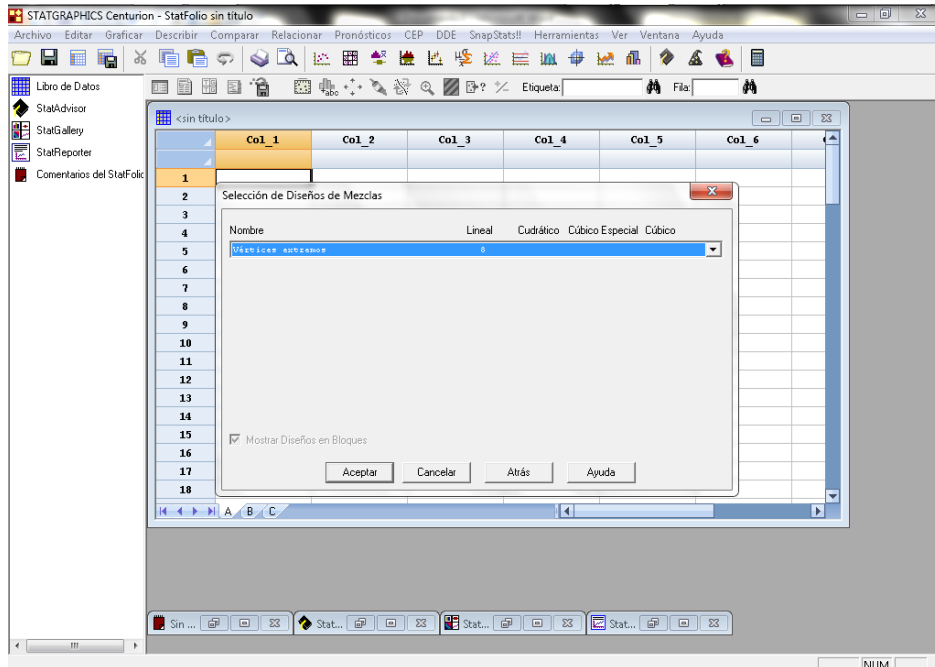 STATGRAPHICS Centurion - StatFolio sin título
Archivo Editar Graficar Describir Comparar Relacionar Pronósticos CEP DDE SnapStats!! Herramientas Ver Ventana Ayuda
Etiqueta: Fila:
Libro de Datos
StatAdvisor
StatGallery
StatReporter
Comentarios del StatFolio
<sin título>
Col_1 Col_2 Col_3 Col_4 Col_5 Col_6
1
2
3
4
5
6
7
8
9
10
11
12
13
14
15
16
17
18
Selección de Diseños de Mezclas
Nombre Lineal Cudrático Cúbico Especial Cúbico
Vértices extremos 8
Mostrar Diseños en Bloques
Aceptar Cancelar Atrás Ayuda
A B C
Sin ... Stat... Stat... Stat...
NUM